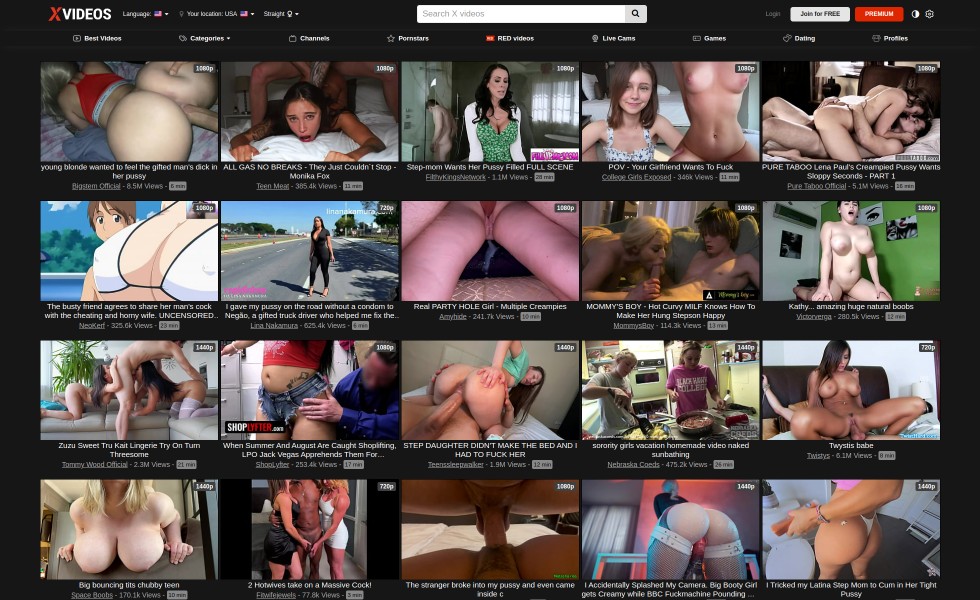 XVIDEOS
Language:
Your location: USA
Straight
Search X videos
Login
Join for FREE
PREMIUM
Best Videos
Categories
Channels
Pornstars
RED videos
Live Cams
Games
Dating
Profiles
1080p
1080p
1080p
1080p
1080p
young blonde wanted to feel the gifted man's dick in
her pussy
Bigstern Official - 8.5M Views - 6 min
ALL GAS NO BREAKS - They Just Couldn´t Stop -
Monika Fox
Teen Meat - 385.4k Views - 11 min
Step-mom Wants Her Pussy Filled FULL SCENE
FilthyKingsNetwork - 1.1M Views - 26 min
POV - Your Girlfriend Wants To Fuck
College Girls Exposed - 346k Views - 11 min
PURE TABOO Lena Paul's Creampied Pussy Wants
Sloppy Seconds - PART 1
Pure Taboo Official - 5.1M Views - 16 min
1080p
linanakamura.com
720p
1080p
1080p
1080p
The busty friend agrees to share her man's cock
with the cheating and horny wife. UNCENSORED..
NeoKerf - 325.6k Views - 23 min
I gave my pussy on the road without a condom to
Negão, a gifted truck driver who helped me fix the..
Lina Nakamura - 625.4k Views - 6 min
Real PARTY HOLE Girl - Multiple Creampies
Amyhide - 241.7k Views - 10 min
MOMMY'S BOY - Hot Curvy MILF Knows How To
Make Her Hung Stepson Happy
MommysBoy - 114.3k Views - 13 min
Kathy... amazing huge natural boobs
Victorverga - 280.5k Views - 12 min
1440p
1080p
SHOPLYFTER.com
1440p
1440p
BLACK HAWK
COLLEGE
NEBRASKA
COEDS
720p
Zuzu Sweet Tru Kait Lingerie Try On Turn
Threesome
Tommy Wood Official - 2.3M Views - 21 min
When Summer And August Are Caught Shoplifting,
LPO Jack Vegas Apprehends Them For...
ShopLyfter - 253.4k Views - 17 min
STEP DAUGHTER DIDN'T MAKE THE BED AND I
HAD TO FUCK HER
Teenssleepwalker - 1.9M Views - 12 min
sorority girls vacation homemade video naked
sunbathing
Nebraska Coeds - 475.2k Views - 26 min
Twystis babe
Twistys - 6.1M Views - 8 min
1440p
720p
1080p
1440p
1440p
Big bouncing tits chubby teen
Space Boobs - 170.1k Views - 10 min
2 Hotwives take on a Massive Cock!
Fitwifejewels - 77.8k Views - 5 min
The stranger broke into my pussy and even came
inside c
I Accidentally Splashed My Camera, Big Booty Girl
gets Creamy while BBC Fuckmachine Pounding ...
I Tricked my Latina Step Mom to Cum in Her Tight
Pussy